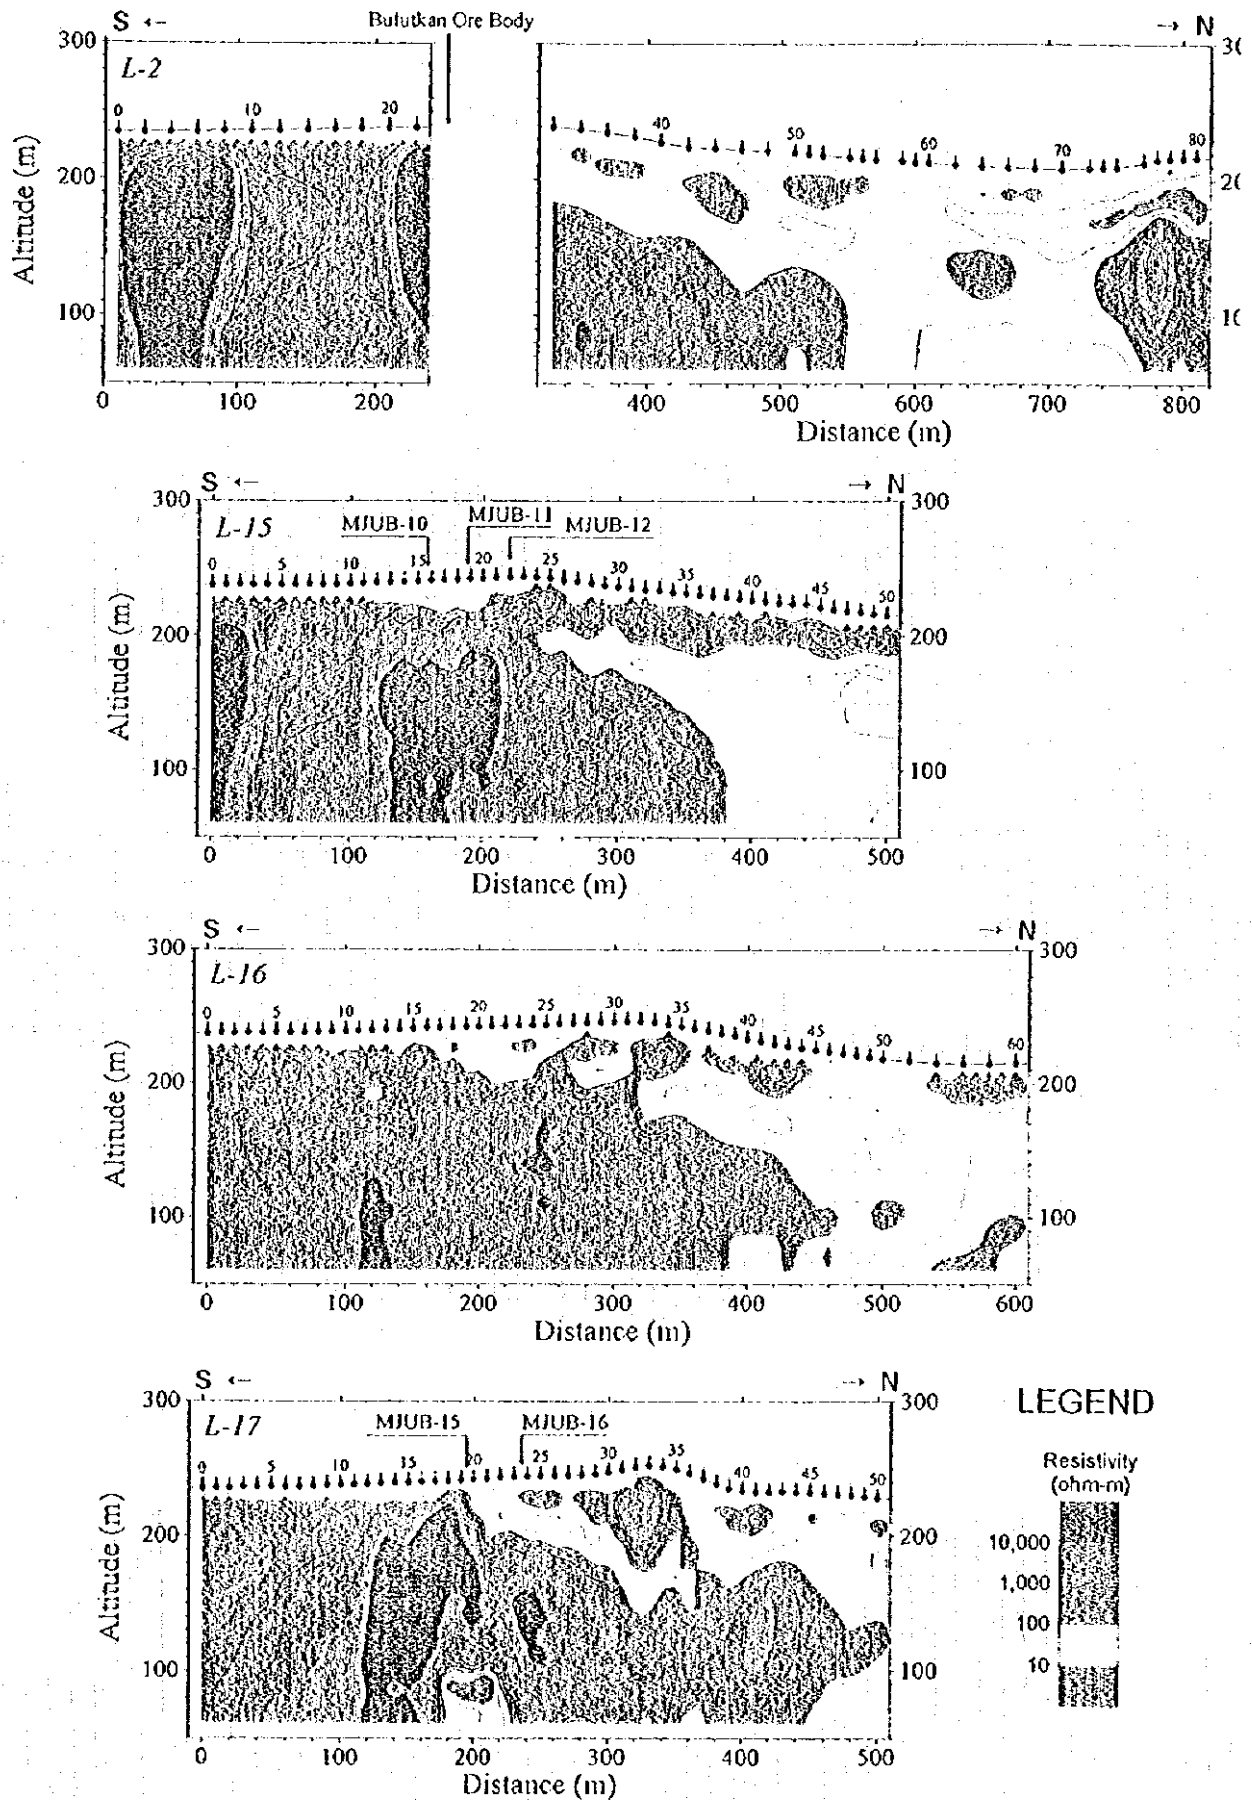 S ← Bulutkan Ore Body → N
300
L-2
0 10 20 40 50 60 70 80
200
100
Altitude (m)
0 100 200 400 500 600 700 800
Distance (m)
S ← → N
300 300
L-15 MJUB-10 MJUB-11 MJUB-12
0 5 10 15 20 25 30 35 40 45 50
200 200
100 100
Altitude (m)
0 100 200 300 400 500
Distance (m)
S ← → N
300 300
L-16
0 5 10 15 20 25 30 35 40 45 50 60
200 200
100 100
Altitude (m)
0 100 200 300 400 500 600
Distance (m)
S ← → N
300 300
L-17 MJUB-15 MJUB-16
0 5 10 15 20 25 30 35 40 45 50
200 200
100 100
Altitude (m)
0 100 200 300 400 500
Distance (m)
LEGEND
Resistivity
(ohm-m)
10,000
1,000
100
10